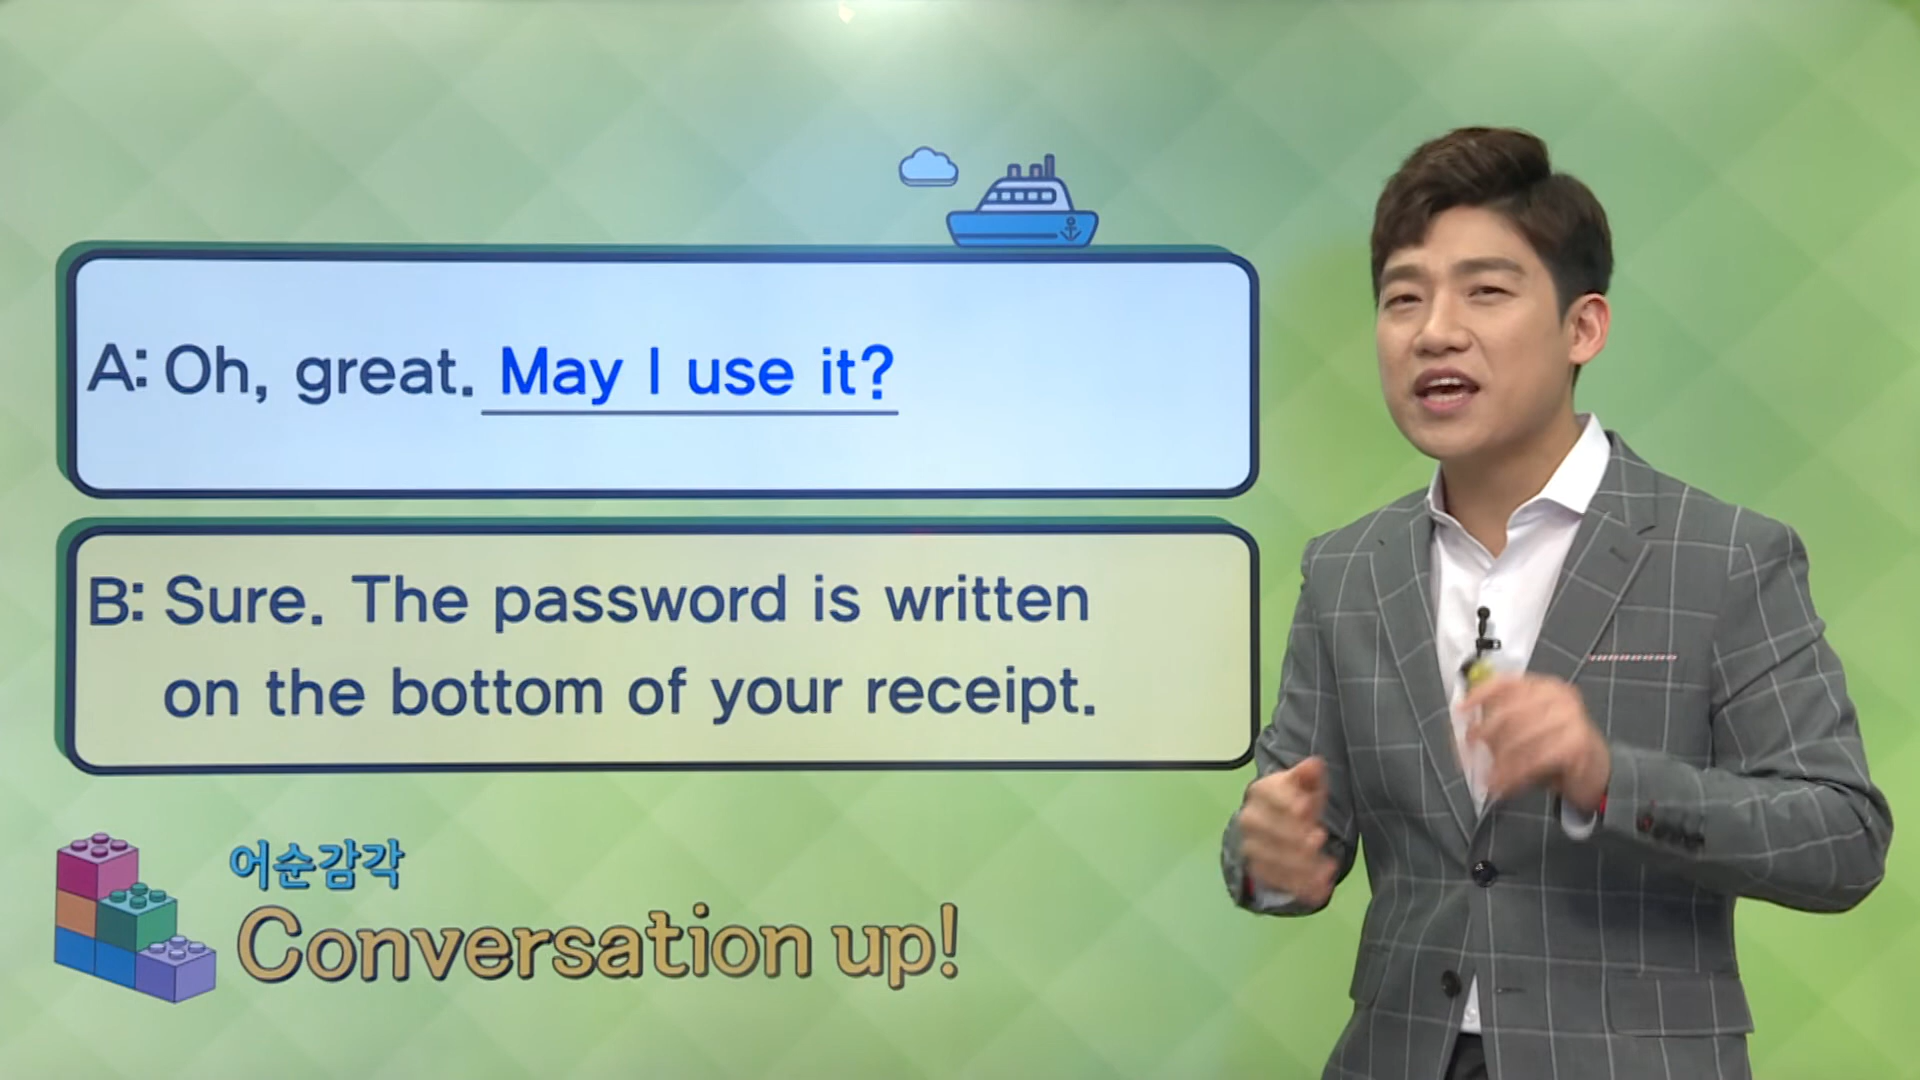 A: Oh, great. May I use it?
B: Sure. The password is written
on the bottom of your receipt.
어순감각
Conversation up!